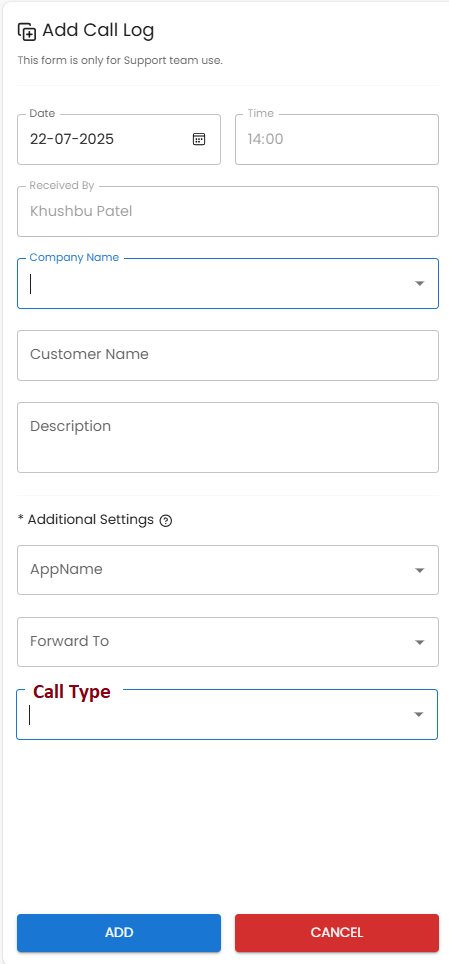 Add Call Log
This form is only for Support team use.
Date
22-07-2025
Time
14:00
Received By
Khushbu Patel
Company Name
Customer Name
Description
* Additional Settings
AppName
Forward To
Call Type
ADD
CANCEL